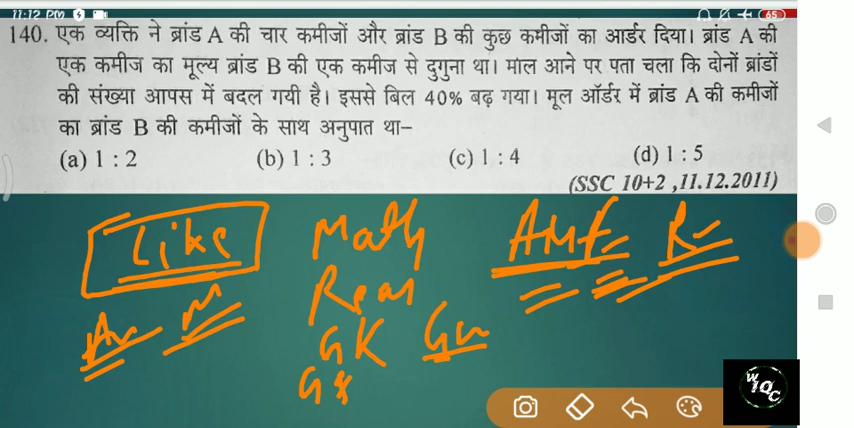 11:12 PM 65
140. एक व्यक्ति ने ब्रांड A की चार कमीजों और ब्रांड B की कुछ कमीजों का आर्डर दिया। ब्रांड A की
एक कमीज का मूल्य ब्रांड B की एक कमीज से दुगुना था। माल आने पर पता चला कि दोनों ब्रांडों
की संख्या आपस में बदल गयी है। इससे बिल 40% बढ़ गया। मूल ऑर्डर में ब्रांड A की कमीजों
का ब्रांड B की कमीजों के साथ अनुपात था–
(a) 1 : 2 (b) 1 : 3 (c) 1 : 4 (d) 1 : 5
(SSC 10+2 ,11.12.2011)
Like Math
GK
WIQC